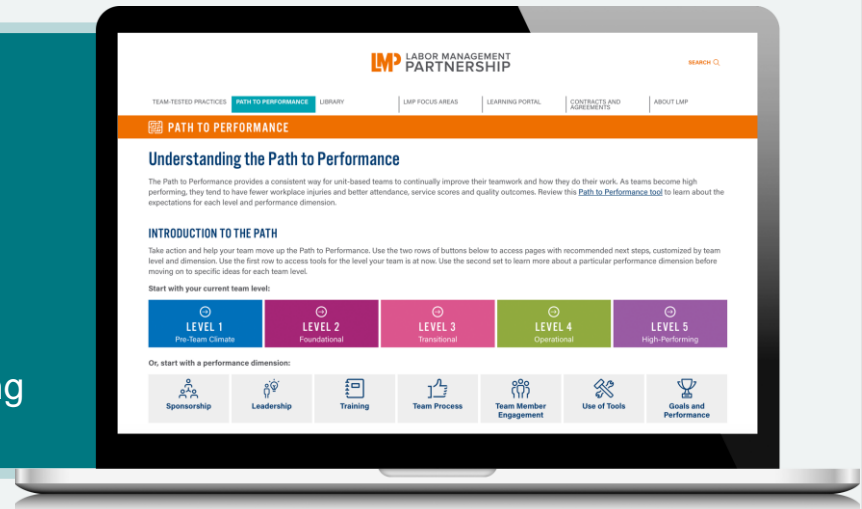 LMP LABOR MANAGEMENT
PARTNERSHIP
SEARCH
TEAM-TESTED PRACTICES PATH TO PERFORMANCE LIBRARY LMP FOCUS AREAS LEARNING PORTAL CONTRACTS AND
AGREEMENTS ABOUT LMP
PATH TO PERFORMANCE
Understanding the Path to Performance
The Path to Performance provides a consistent way for unit-based teams to continually improve their teamwork and how they do their work. As teams become high
performing, they tend to have fewer workplace injuries and better attendance, service scores and quality outcomes. Review this Path to Performance tool to learn about the
expectations for each level and performance dimension.
INTRODUCTION TO THE PATH
Take action and help your team move up the Path to Performance. Use the two rows of buttons below to access pages with recommended next steps, customized by team
level and dimension. Use the first row to access tools for the level your team is at now. Use the second set to learn more about a particular performance dimension before
moving on to specific ideas for each team level.
Start with your current team level:
LEVEL 1 LEVEL 2 LEVEL 3 LEVEL 4 LEVEL 5
Pre-Team Climate Foundational Transitional Operational High-Performing
Or, start with a performance dimension:
Sponsorship Leadership Training Team Process Team Member
Engagement Use of Tools Goals and
Performance